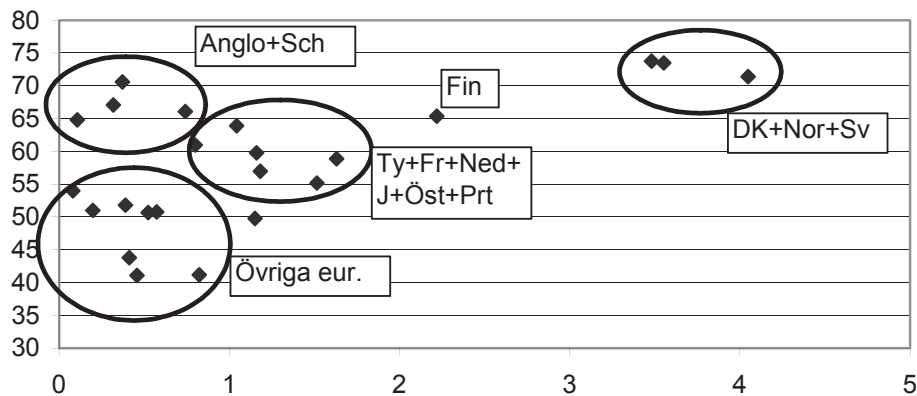 80
75
70
65
60
55
50
45
40
35
30
Anglo+Sch
Fin
DK+Nor+Sv
Ty+Fr+Ned+
J+Öst+Prt
Övriga eur.
0 1 2 3 4 5